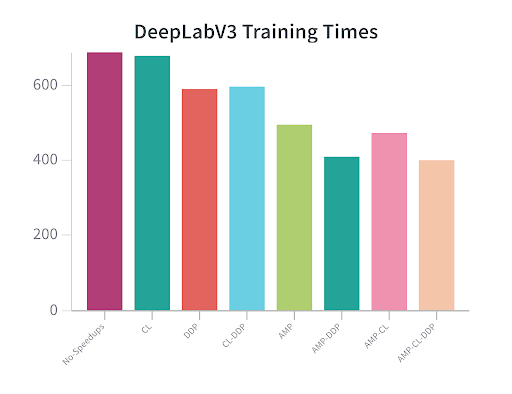 DeepLabV3 Training Times
600
400
200
0
No-Speedups
CL
DDP
CL-DDP
AMP
AMP-DDP
AMP-CL
AMP-CL-DDP